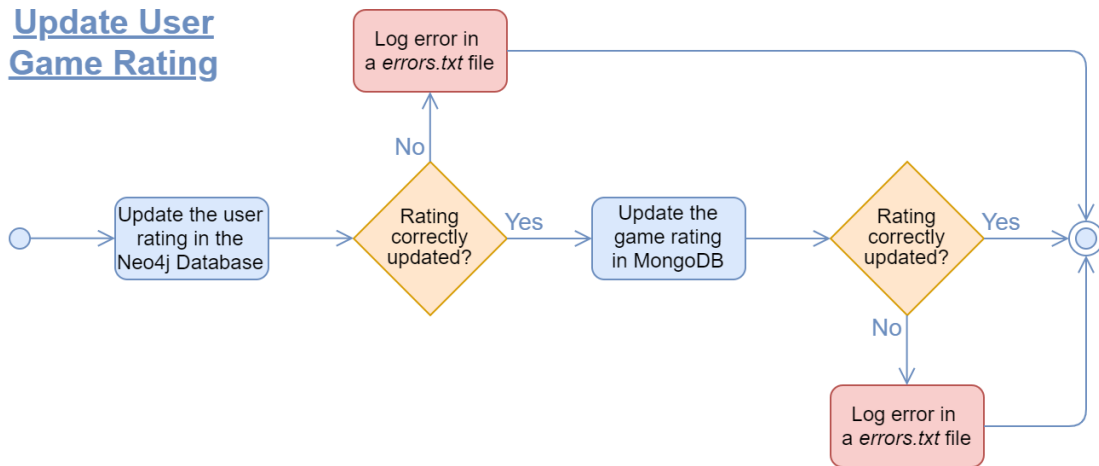 Update User
Game Rating
Log error in
a errors.txt file
No
Update the user
rating in the
Neo4j Database
Rating
correctly
updated?
Yes
Update the
game rating
in MongoDB
Rating
correctly
updated?
Yes
No
Log error in
a errors.txt file